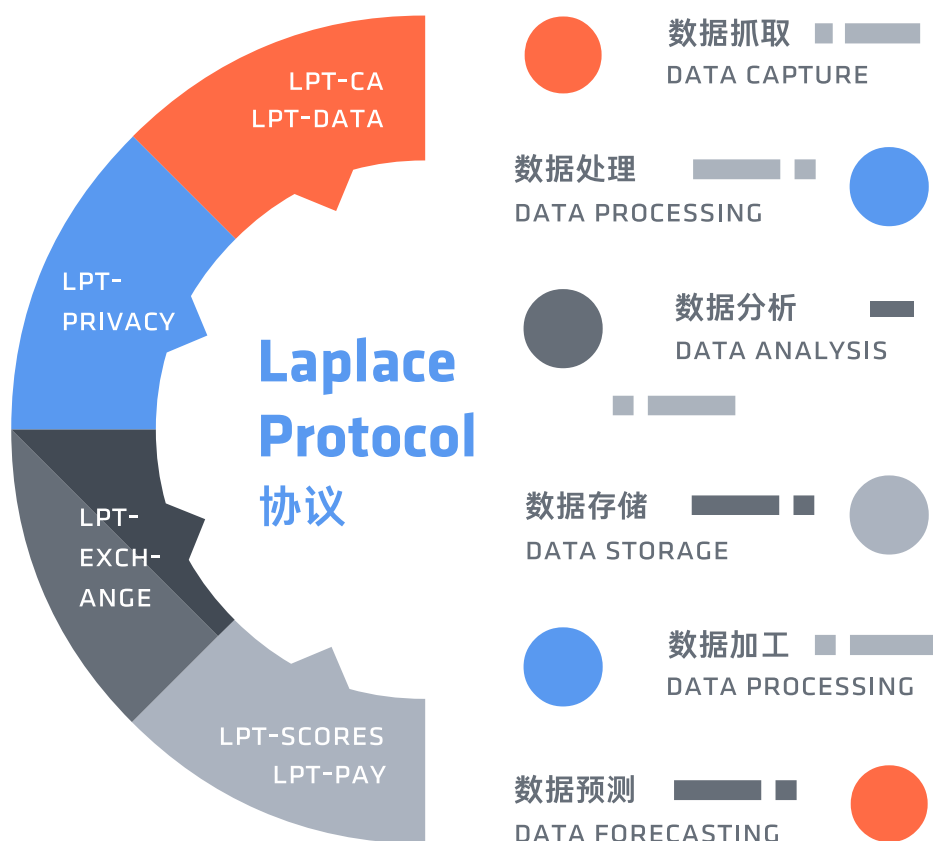 LPT-CA
LPT-DATA
LPT-
PRIVACY
LPT-
EXCH-
ANGE
LPT-SCORES
LPT-PAY
Laplace
Protocol
协议
数据抓取
DATA CAPTURE
数据处理
DATA PROCESSING
数据分析
DATA ANALYSIS
数据存储
DATA STORAGE
数据加工
DATA PROCESSING
数据预测
DATA FORECASTING